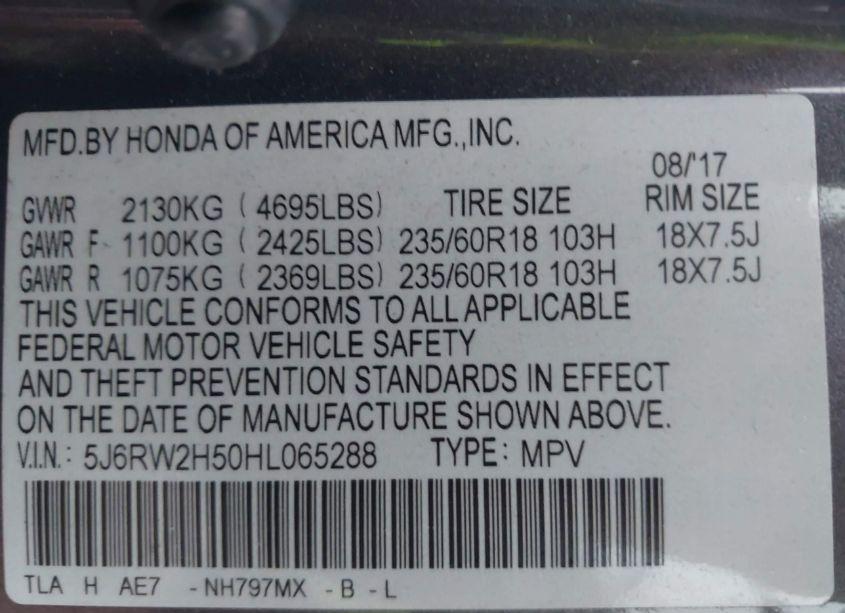 MFD.BY HONDA OF AMERICA MFG.,INC.
08/'17
GVWR 2130KG ( 4695LBS) TIRE SIZE RIM SIZE
GAWR F 1100KG ( 2425LBS) 235/60R18 103H 18X7.5J
GAWR R 1075KG ( 2369LBS) 235/60R18 103H 18X7.5J
THIS VEHICLE CONFORMS TO ALL APPLICABLE
FEDERAL MOTOR VEHICLE SAFETY
AND THEFT PREVENTION STANDARDS IN EFFECT
ON THE DATE OF MANUFACTURE SHOWN ABOVE.
V.I.N.: 5J6RW2H50HL065288 TYPE: MPV
TLA H AE7 -NH797MX -B -L